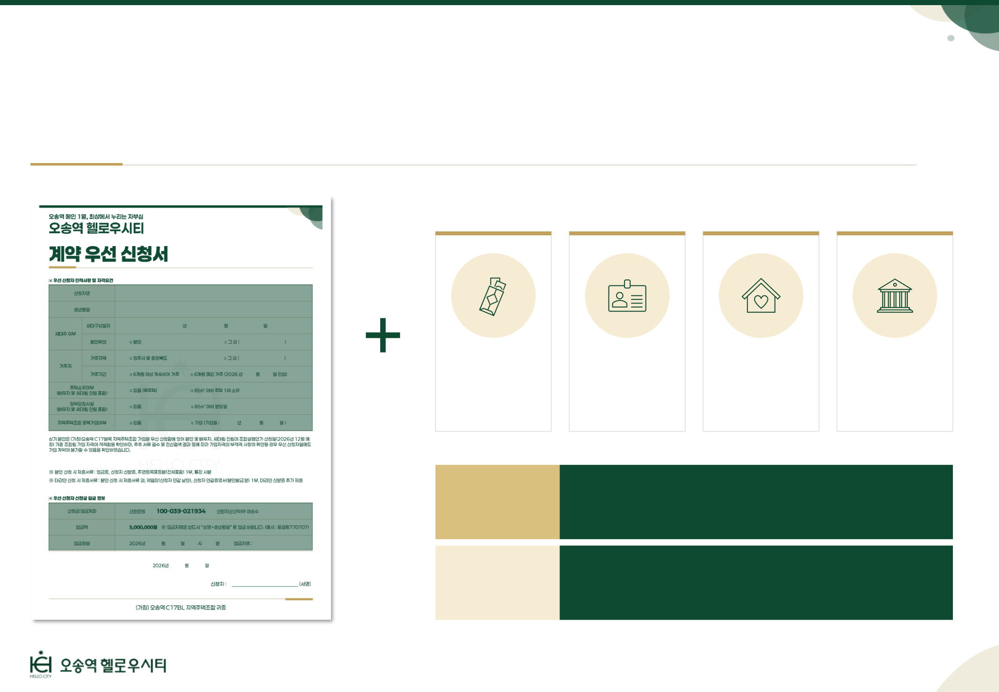 오송역 메인 1열, 최상에서 누리는 자부심
오송역 헬로우시티
계약 우선 신청서
▣ 우선 신청자 인적사항 및 자격요건
신청자명
생년월일
세대주 여부
세대구성일자 년 월 일
본인확인 □ 본인 □ 그 외 ( )
거주지
거주지역 □ 청주시 및 충청북도 □ 그 외 ( )
거주기간 □ 6개월 이상 계속하여 거주 □ 6개월 미만 거주 (2026 년 월 일 전입)
주택소유여부
(배우자 및 세대원 전원 포함)
□ 없음 (무주택) □ 85㎡ 이하 주택 1채 소유
청약당첨사실
(배우자 및 세대원 전원 포함)
□ 없음 □ 85㎡ 이하 분양권
지역주택조합 중복가입여부 □ 없음 □ 가입 (가입일 : 년 월 일 )
상기 본인은 (가칭)오송역 C17블록 지역주택조합 가입을 우선 신청함에 있어 본인 및 배우자, 세대원 전원이 조합설립인가 신청일(2026년 12월 예
정) 기준 조합원 가입 자격이 적격함을 확인하며, 추후 서류 검수 및 전산검색 결과 등에 따라 가입자격의 부적격 사항이 확인될 경우 우선 신청자임에도
가입 계약이 불가할 수 있음을 확인하였습니다.
※ 본인 신청 시 제출서류 : 입금증, 신청자 신분증, 주민등록표등본(전체포함) 1부, 통장 사본
※ 대리인 신청 시 제출서류 : 본인 신청 시 제출서류 외, 위임장(신청자 인감 날인), 신청자 인감증명서(본인발급분) 1부, 대리인 신분증 추가 제출
HELLO CITY
▣ 우선 신청자 신청금 입금 정보
신청금 입금계좌 신한은행 100-039-021934 신한자산신탁㈜ 이승수
입금액 5,000,000원 ※ 입금자명은 반드시 "성명+생년월일" 로 입금 바랍니다. (예시 : 홍길동770707)
입금정보 2026년 월 일 시 분 입금자명 :
2026년 월 일
신청자 : (서명)
(가칭) 오송역 C17BL 지역주택조합 귀중
HELLO CITY
오송역 헬로우시티